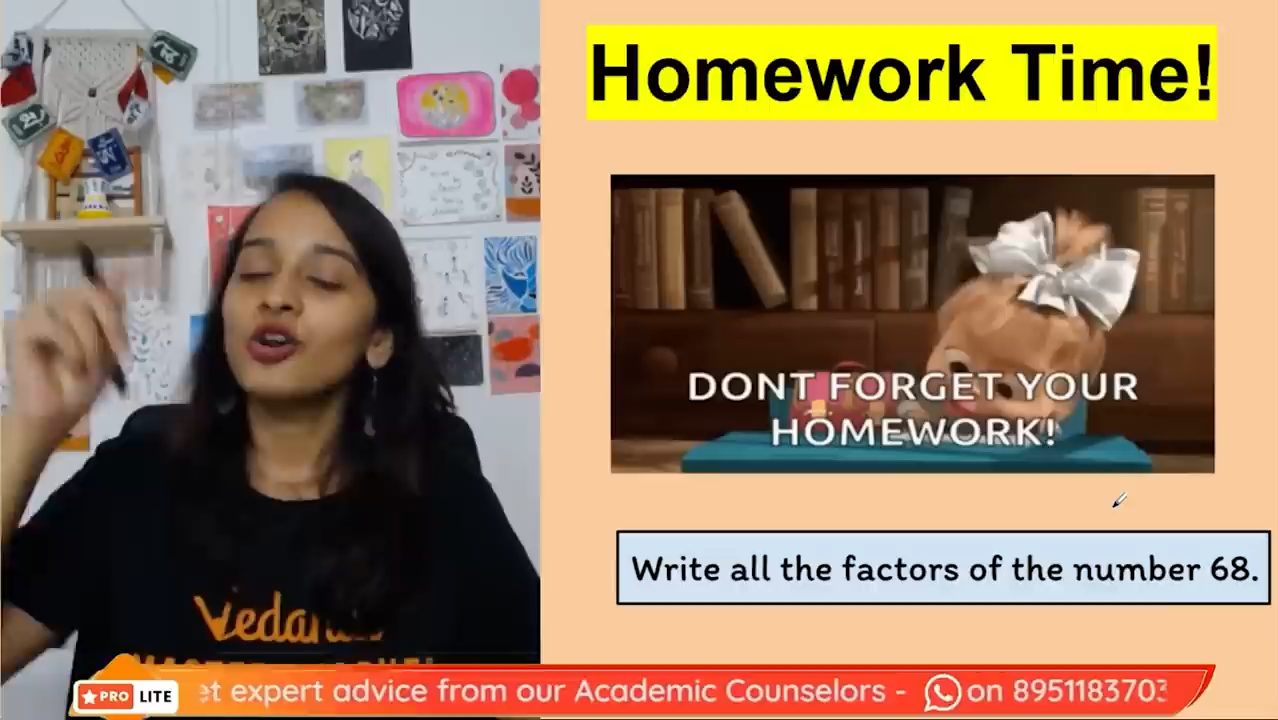 Homework Time!
DONT FORGET YOUR
HOMEWORK!
Write all the factors of the number 68.
PRO LITE
et expert advice from our Academic Counselors - on 8951183703